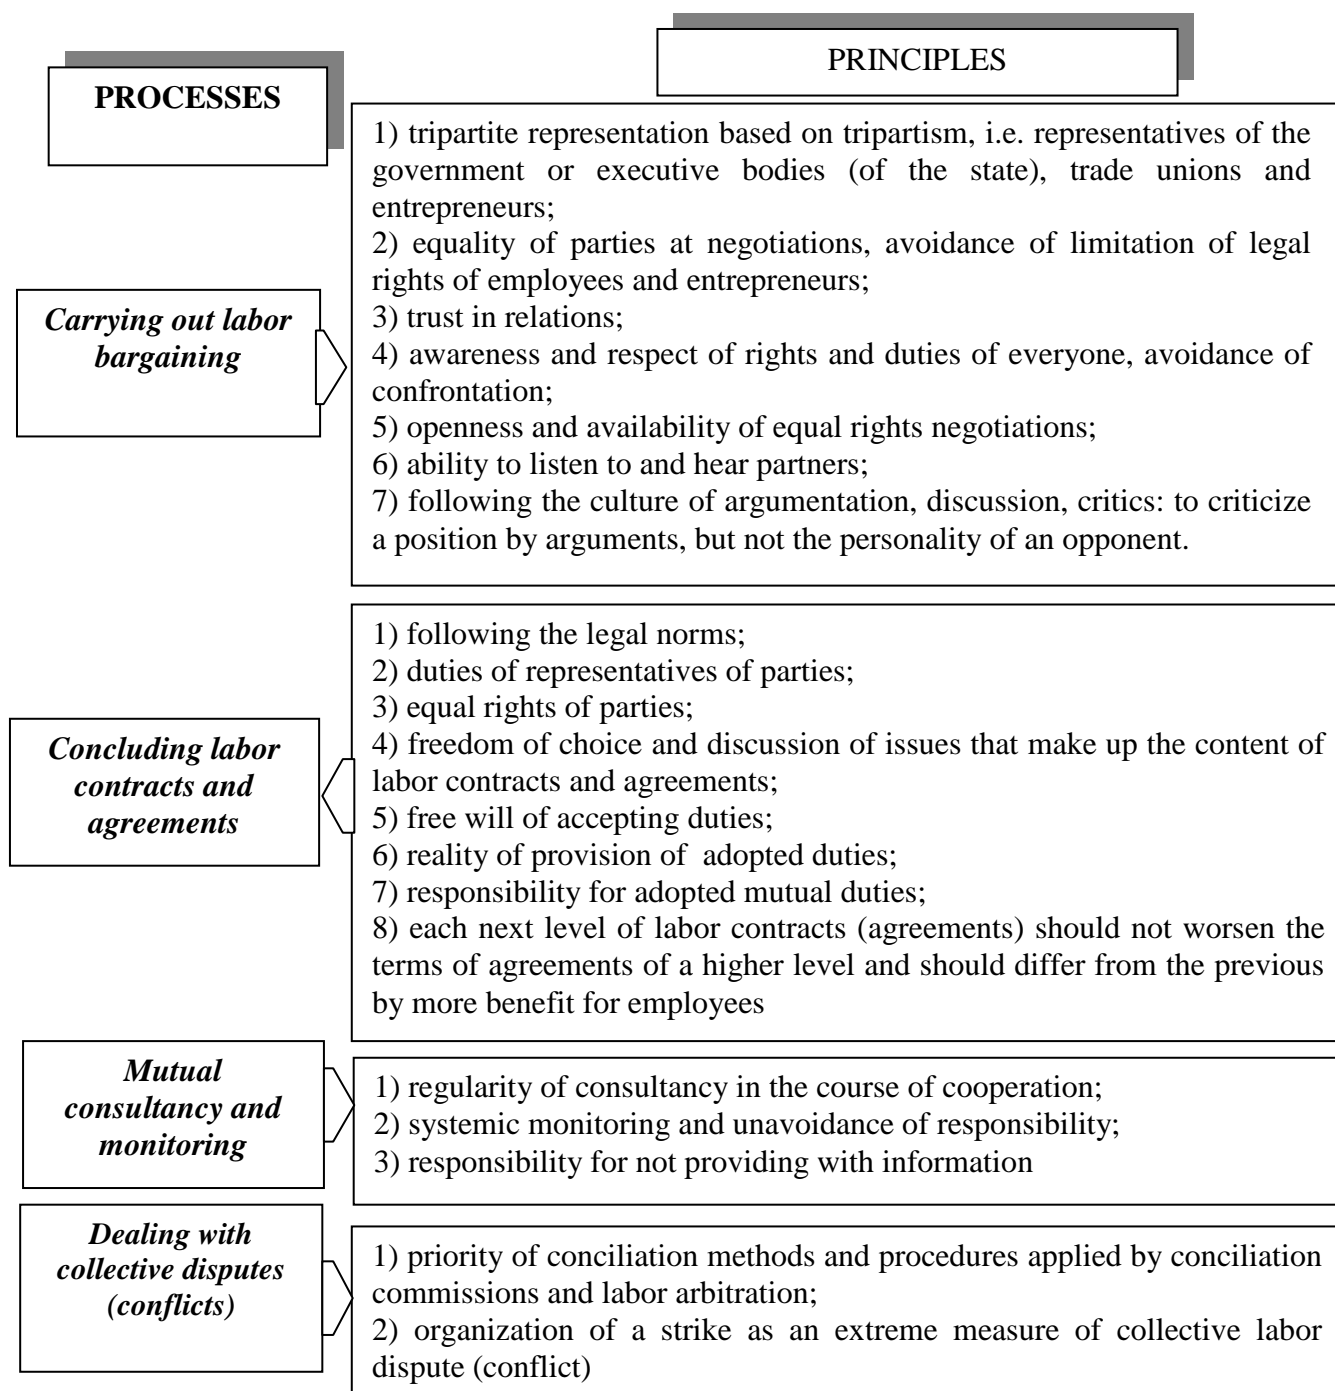 PRINCIPLES
PROCESSES
1) tripartite representation based on tripartism, i.e. representatives of the
government or executive bodies (of the state), trade unions and
entrepreneurs;
2) equality of parties at negotiations, avoidance of limitation of legal
rights of employees and entrepreneurs;
3) trust in relations;
4) awareness and respect of rights and duties of everyone, avoidance of
confrontation;
5) openness and availability of equal rights negotiations;
6) ability to listen to and hear partners;
7) following the culture of argumentation, discussion, critics: to criticize
a position by arguments, but not the personality of an opponent.
Carrying out labor
bargaining
1) following the legal norms;
2) duties of representatives of parties;
3) equal rights of parties;
4) freedom of choice and discussion of issues that make up the content of
labor contracts and agreements;
5) free will of accepting duties;
6) reality of provision of  adopted duties;
7) responsibility for adopted mutual duties;
8) each next level of labor contracts (agreements) should not worsen the
terms of agreements of a higher level and should differ from the previous
by more benefit for employees
Concluding labor
contracts and
agreements
Mutual
consultancy and
monitoring
1) regularity of consultancy in the course of cooperation;
2) systemic monitoring and unavoidance of responsibility;
3) responsibility for not providing with information
Dealing with
collective disputes
(conflicts)
1) priority of conciliation methods and procedures applied by conciliation
commissions and labor arbitration;
2) organization of a strike as an extreme measure of collective labor
dispute (conflict)